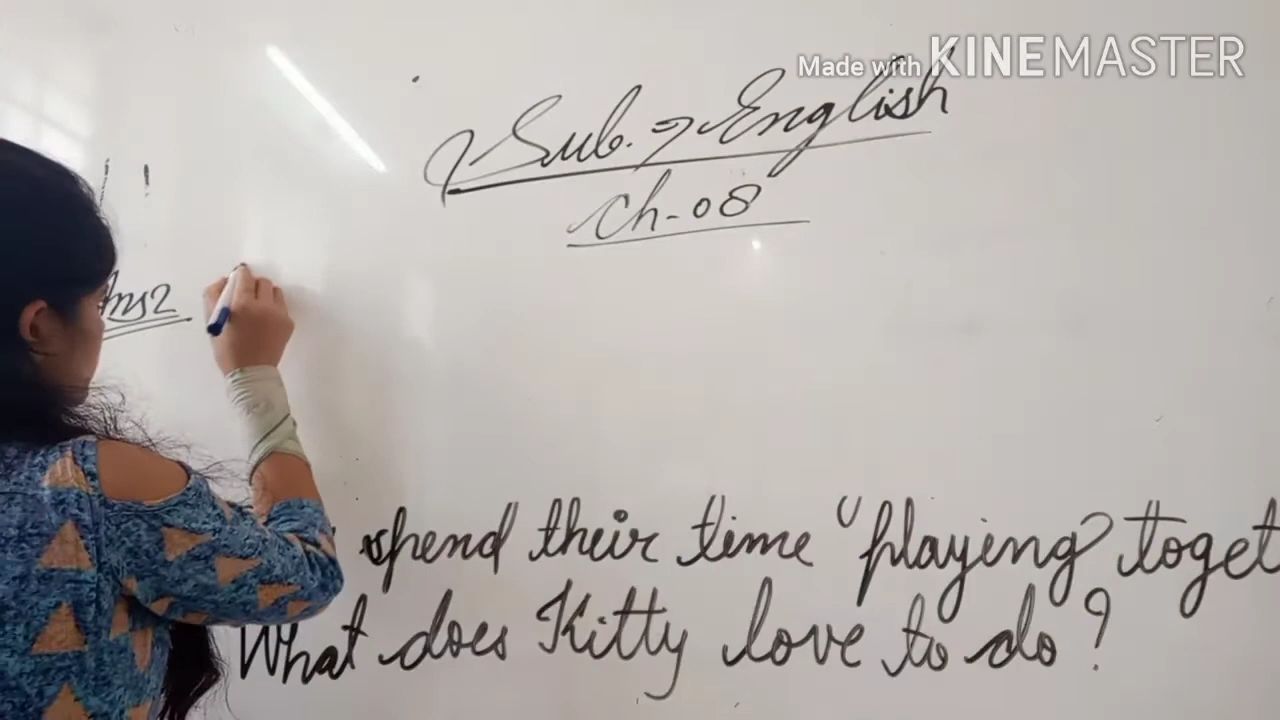 Made with KINEMASTER
Sub. → English
Ch-08
Ans2
spend their time "playing" toget
What does Kitty love to do?